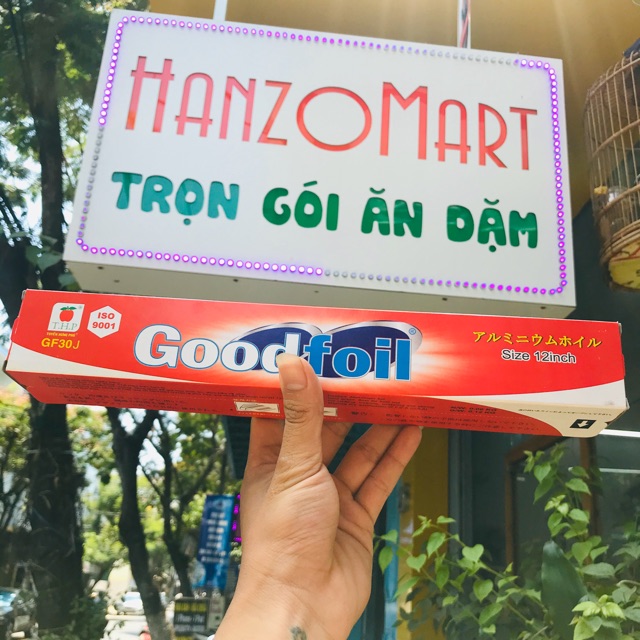 HANZOMART
TRỌN GÓI ĂN DẶM
T.H.P
GF30J
ISO
9001
Goodfoil®
アルミニウムホイル
Size 12inch